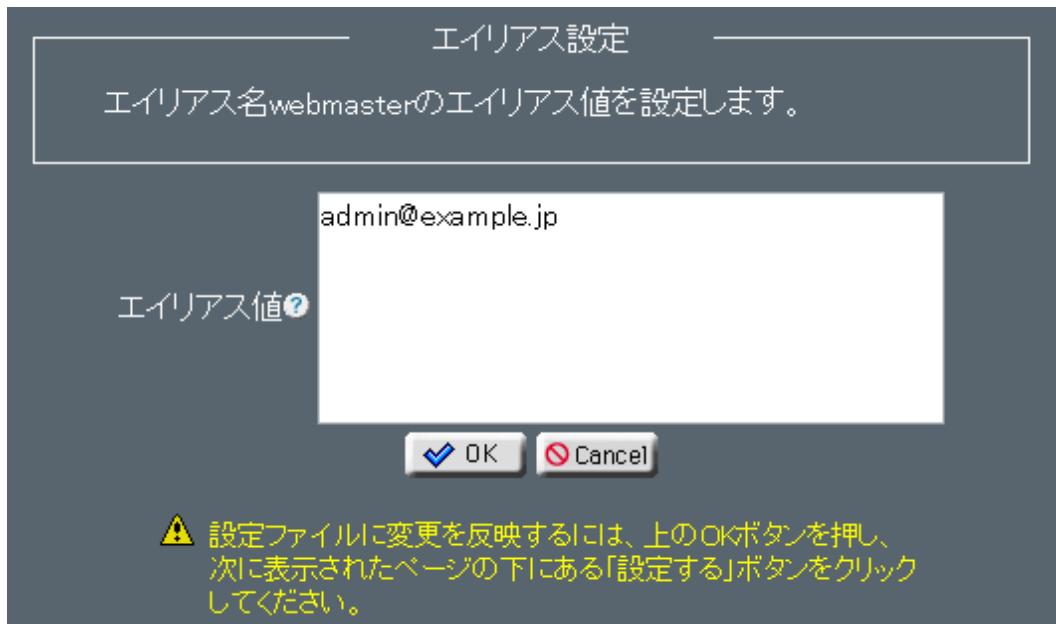 エイリアス設定
エイリアス名webmasterのエイリアス値を設定します。
admin@example.jp
エイリアス値?
OK Cancel
設定ファイルに変更を反映するには、上のOKボタンを押し、
次に表示されたページの下にある「設定する」ボタンをクリック
してください。